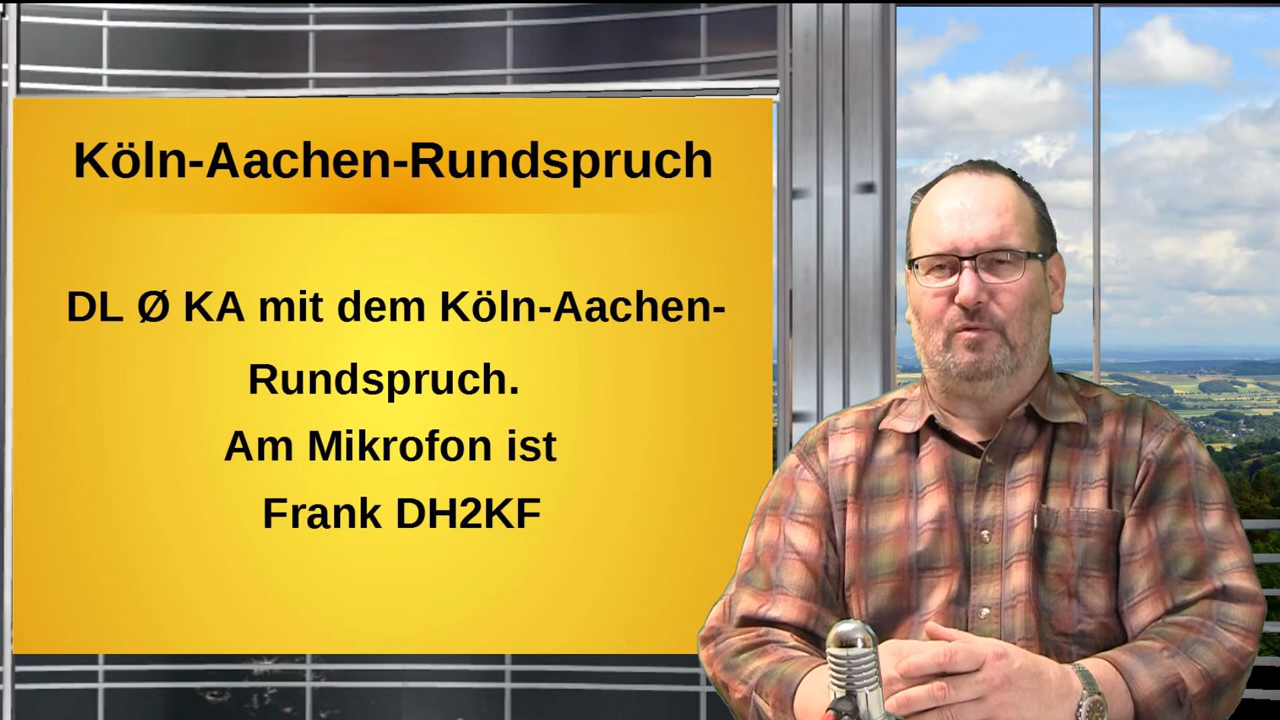 Köln-Aachen-Rundspruch
DL Ø KA mit dem Köln-Aachen-
Rundspruch.
Am Mikrofon ist
Frank DH2KF